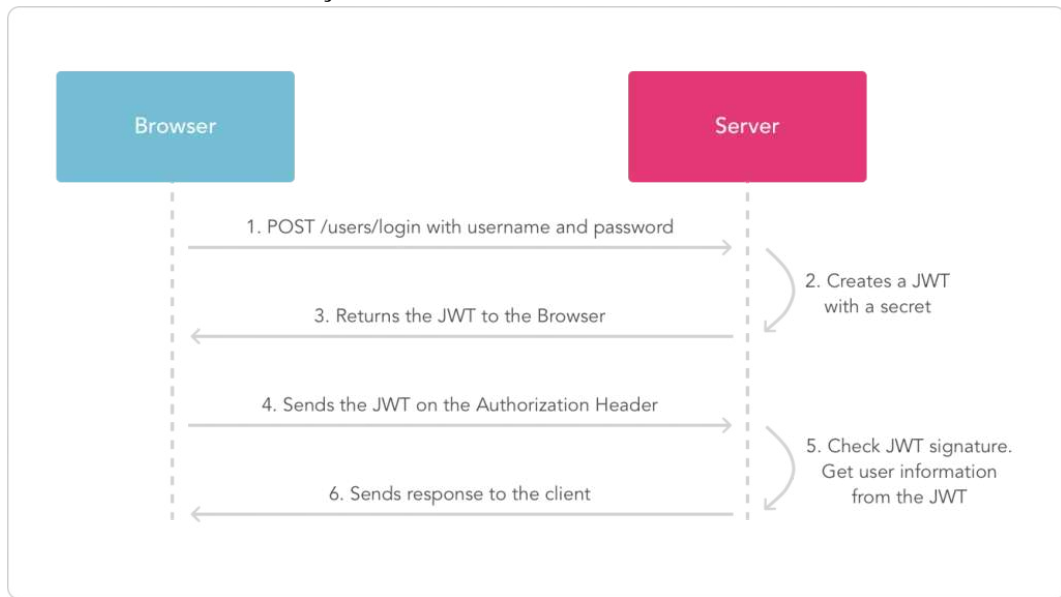 Browser
Server
1. POST /users/login with username and password
2. Creates a JWT
with a secret
3. Returns the JWT to the Browser
4. Sends the JWT on the Authorization Header
5. Check JWT signature.
Get user information
from the JWT
6. Sends response to the client